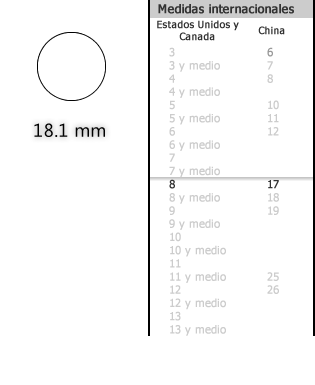 18.1 mm
Medidas internacionales
Estados Unidos y
Canada
China
3 6
3 y medio 7
4 8
4 y medio
5 10
5 y medio 11
6 12
6 y medio
7
7 y medio
8 17
8 y medio 18
9 19
9 y medio
10
10 y medio
11
11 y medio 25
12 26
12 y medio
13
13 y medio